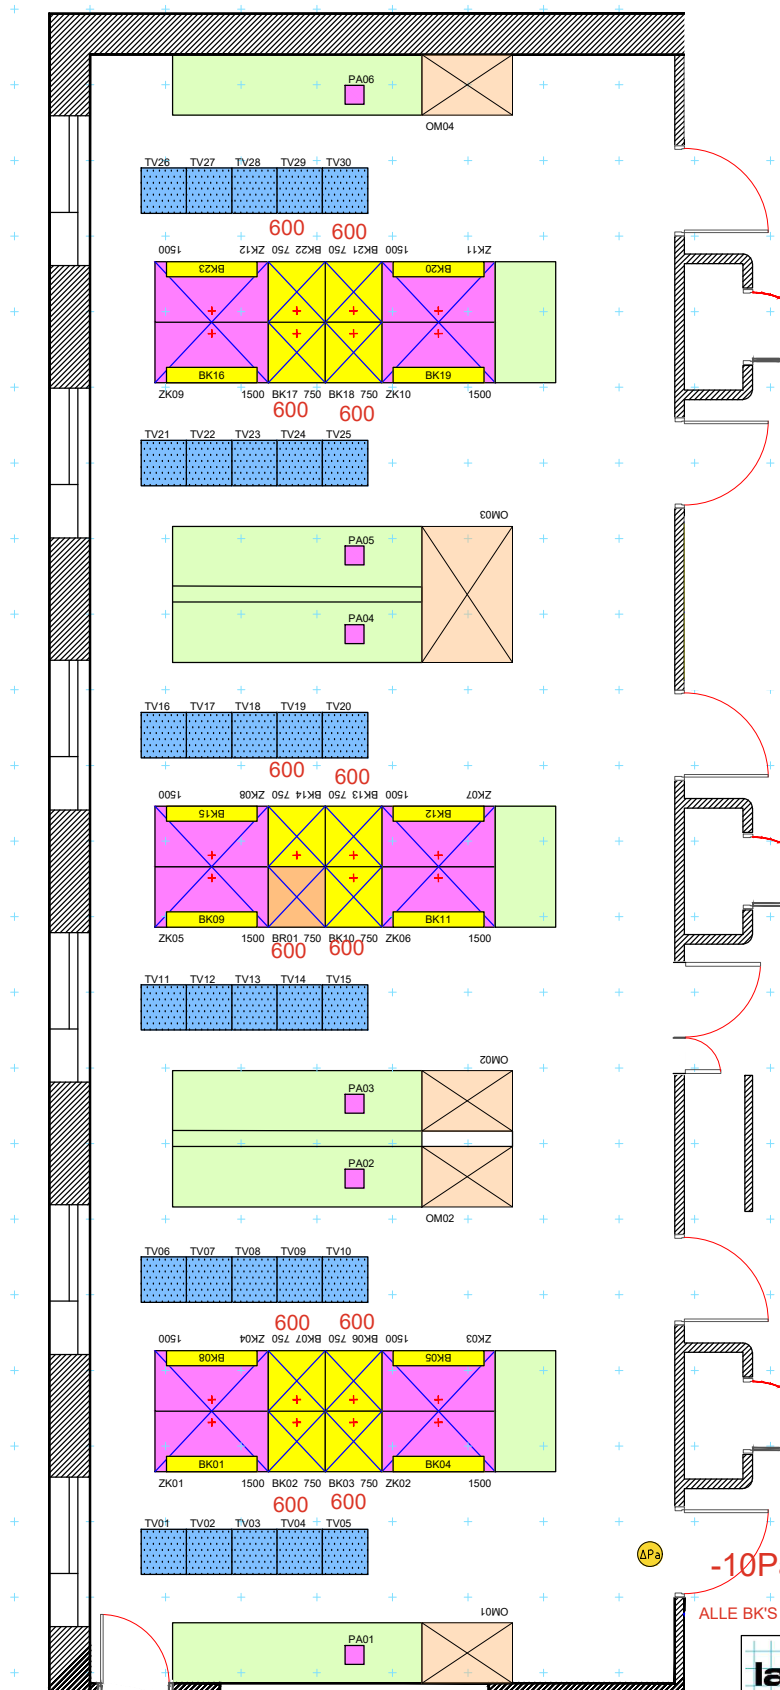 PA06
OM04
TV26 TV27 TV28 TV29 TV30
600 600
1500 ZK12 750 BK22 750 BK21 1500 ZK11
BK23 BK20
BK16 BK19
ZK09 1500 BK17 750 BK18 750 ZK10 1500
600 600
TV21 TV22 TV23 TV24 TV25
OM03
PA05
PA04
TV16 TV17 TV18 TV19 TV20
600 600
1500 ZK08 750 BK14 750 BK13 1500 ZK07
BK15 BK12
BK09 BK11
ZK05 1500 BR01 750 BK10 750 ZK06 1500
600 600
TV11 TV12 TV13 TV14 TV15
OM02
PA03
PA02
OM02
TV06 TV07 TV08 TV09 TV10
600 600
1500 ZK04 750 BK07 750 BK06 1500 ZK03
BK08 BK05
BK01 BK04
ZK01 1500 BK02 750 BK03 750 ZK02 1500
600 600
TV01 TV02 TV03 TV04 TV05
ΔPa
-10Pa
ALLE BK'S
OM01
PA01
la